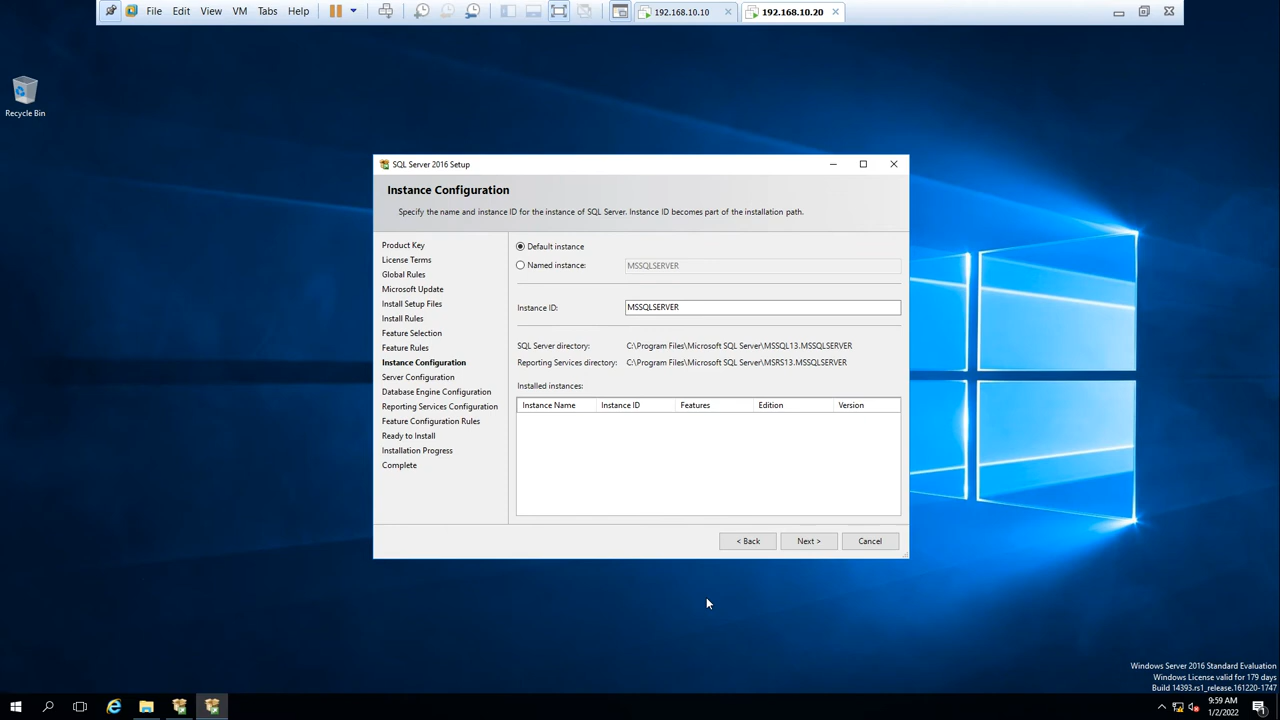 File Edit View VM Tabs Help 192.168.10.10 192.168.10.20
Recycle Bin
SQL Server 2016 Setup
Instance Configuration
Specify the name and instance ID for the instance of SQL Server. Instance ID becomes part of the installation path.
Product Key
License Terms
Global Rules
Microsoft Update
Install Setup Files
Install Rules
Feature Selection
Feature Rules
Instance Configuration
Server Configuration
Database Engine Configuration
Reporting Services Configuration
Feature Configuration Rules
Ready to Install
Installation Progress
Complete
Default instance
Named instance: MSSQLSERVER
Instance ID: MSSQLSERVER
SQL Server directory: C:\Program Files\Microsoft SQL Server\MSSQL13.MSSQLSERVER
Reporting Services directory: C:\Program Files\Microsoft SQL Server\MSRS13.MSSQLSERVER
Installed instances:
Instance Name Instance ID Features Edition Version
< Back Next > Cancel
Windows Server 2016 Standard Evaluation
Windows License valid for 179 days
Build 14393.rs1_release.161220-1747
9:59 AM
1/2/2022
1